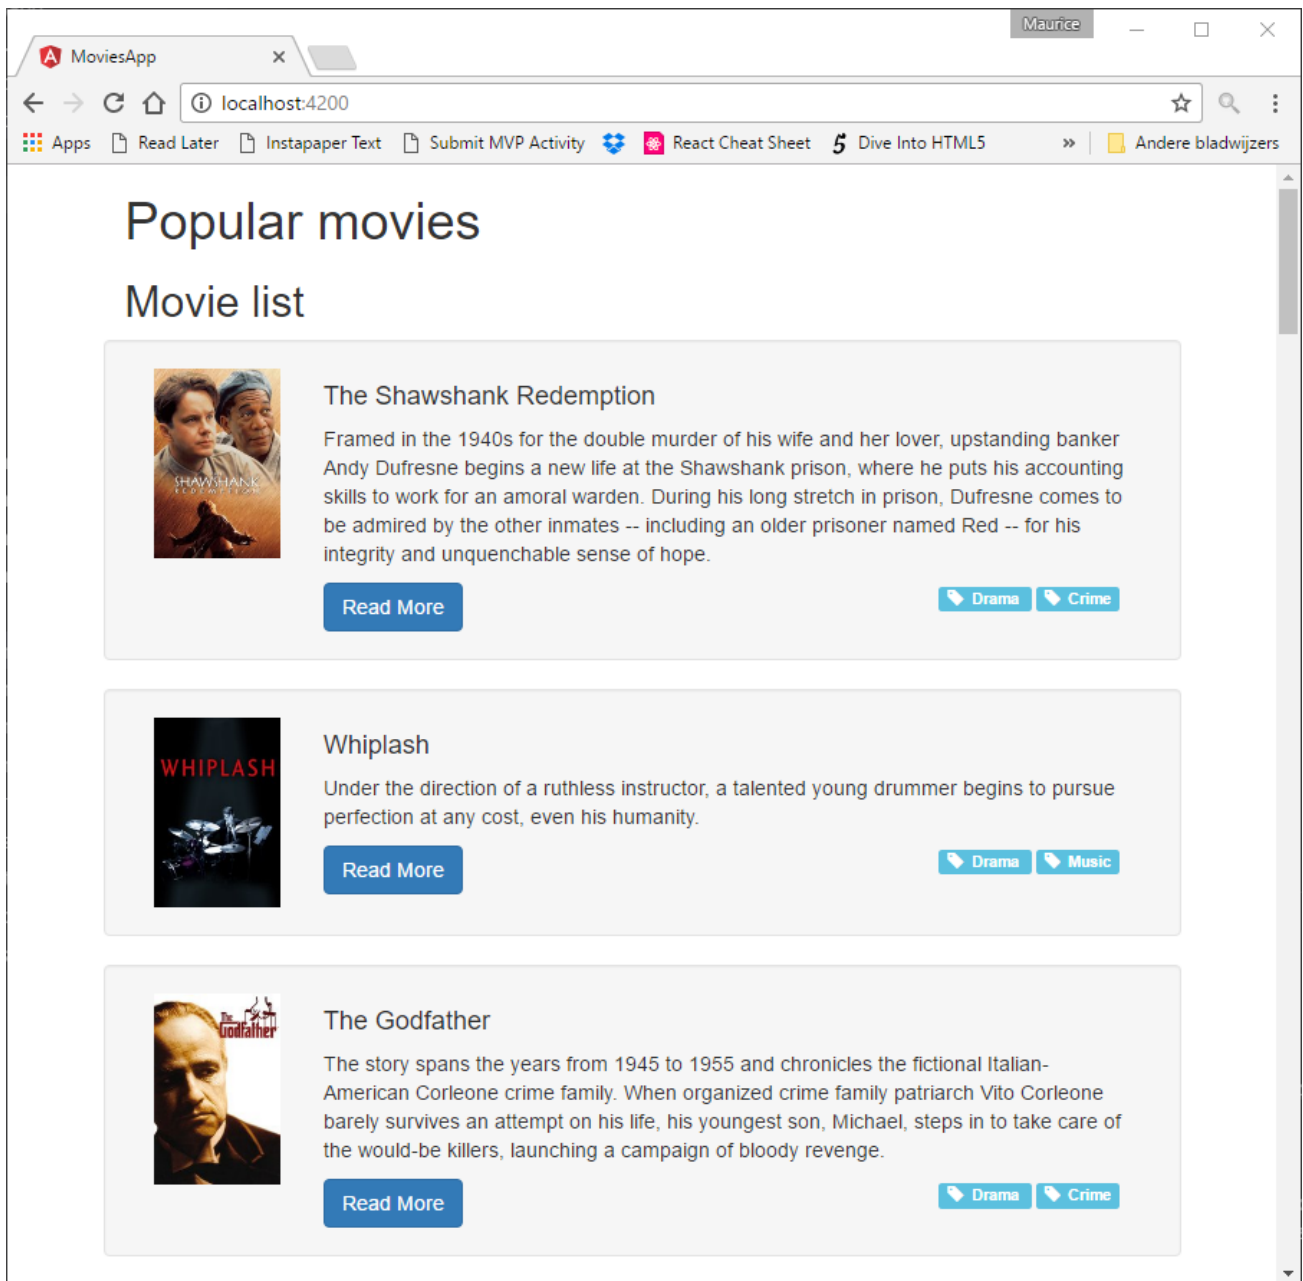 Maurice
MoviesApp
localhost:4200
Apps Read Later Instapaper Text Submit MVP Activity React Cheat Sheet 5 Dive Into HTML5 » Andere bladwijzers
Popular movies
Movie list
SHAWSHANK
REDEMPTION
The Shawshank Redemption
Framed in the 1940s for the double murder of his wife and her lover, upstanding banker
Andy Dufresne begins a new life at the Shawshank prison, where he puts his accounting
skills to work for an amoral warden. During his long stretch in prison, Dufresne comes to
be admired by the other inmates -- including an older prisoner named Red -- for his
integrity and unquenchable sense of hope.
Read More Drama Crime
WHIPLASH
Whiplash
Under the direction of a ruthless instructor, a talented young drummer begins to pursue
perfection at any cost, even his humanity.
Read More Drama Music
The
Godfather
The Godfather
The story spans the years from 1945 to 1955 and chronicles the fictional Italian-
American Corleone crime family. When organized crime family patriarch Vito Corleone
barely survives an attempt on his life, his youngest son, Michael, steps in to take care of
the would-be killers, launching a campaign of bloody revenge.
Read More Drama Crime